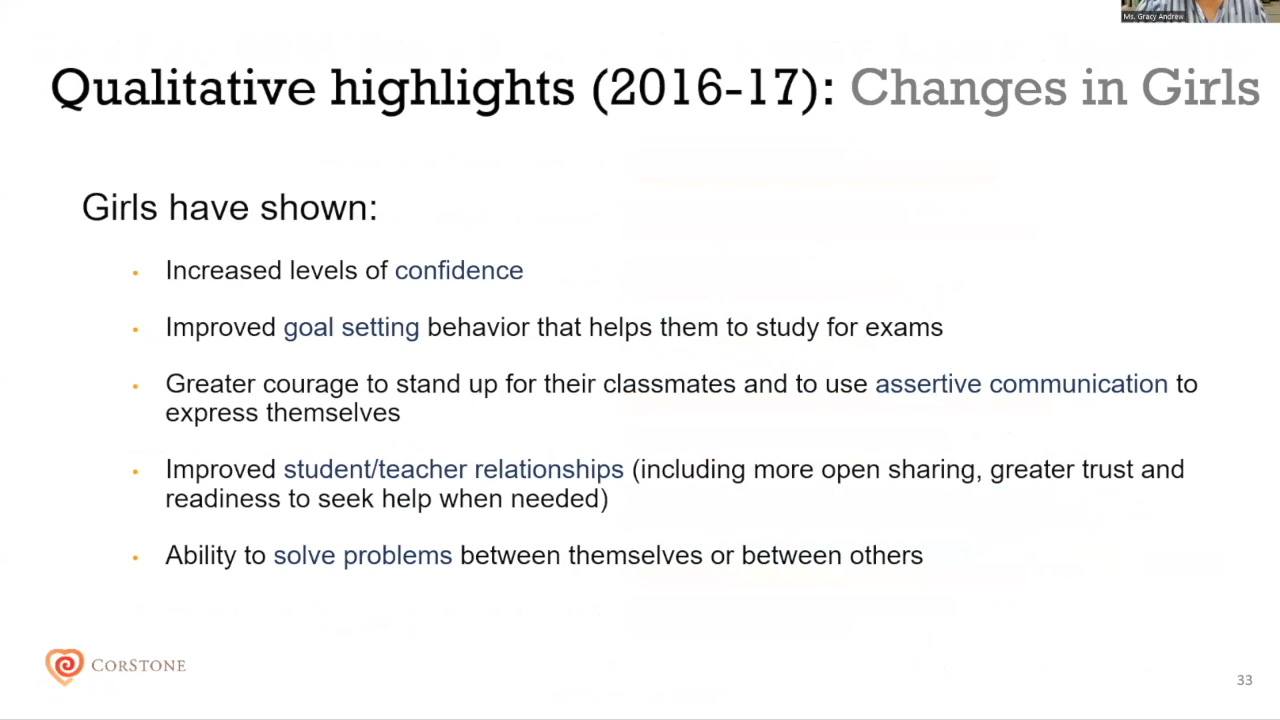 Ms. Gracy Andrew
Qualitative highlights (2016-17): Changes in Girls
Girls have shown:
• Increased levels of confidence
• Improved goal setting behavior that helps them to study for exams
• Greater courage to stand up for their classmates and to use assertive communication to
express themselves
• Improved student/teacher relationships (including more open sharing, greater trust and
readiness to seek help when needed)
• Ability to solve problems between themselves or between others
CORSTONE
33